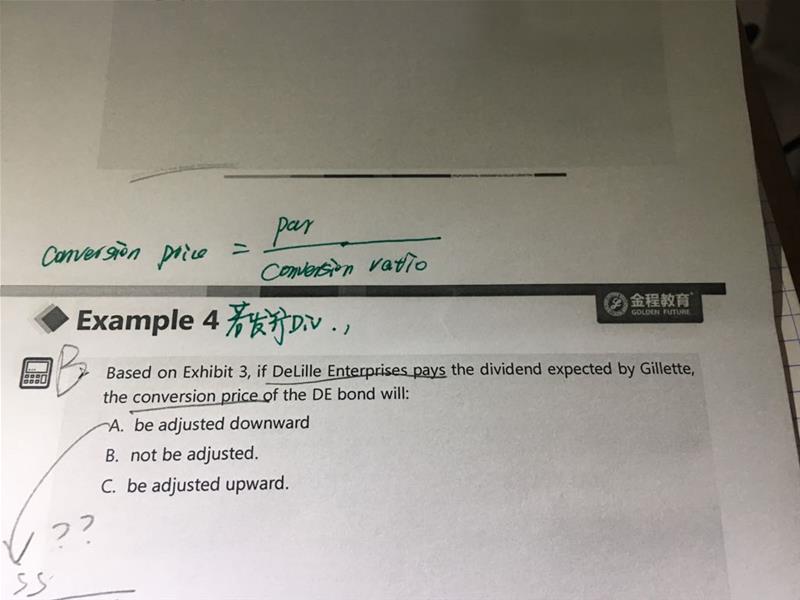 Conversion price = par
Conversion ratio
金程教育
GOLDEN FUTURE
Example 4 若发行Div.,
B
Based on Exhibit 3, if DeLille Enterprises pays the dividend expected by Gillette,
the conversion price of the DE bond will:
A. be adjusted downward
B. not be adjusted.
C. be adjusted upward.
??
SS